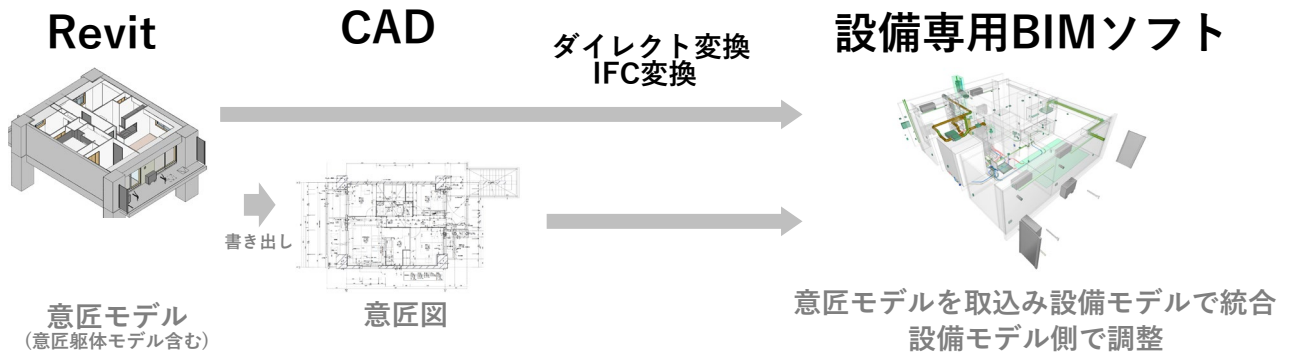 Revit
CAD
ダイレクト変換
IFC変換
設備専用BIMソフト
書き出し
意匠モデル
(意匠躯体モデル含む)
意匠図
意匠モデルを取込み設備モデルで統合
設備モデル側で調整